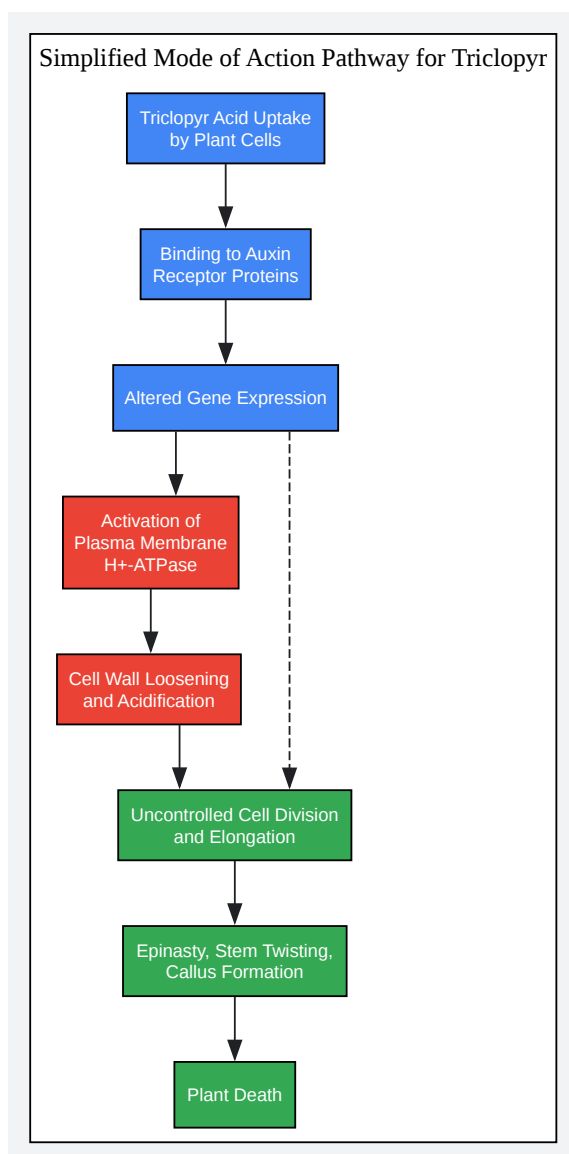 Simplified Mode of Action Pathway for Triclopyr
Triclopyr Acid Uptake
by Plant Cells
Binding to Auxin
Receptor Proteins
Altered Gene Expression
Activation of
Plasma Membrane
H+-ATPase
Cell Wall Loosening
and Acidification
Uncontrolled Cell Division
and Elongation
Epinasty, Stem Twisting,
Callus Formation
Plant Death